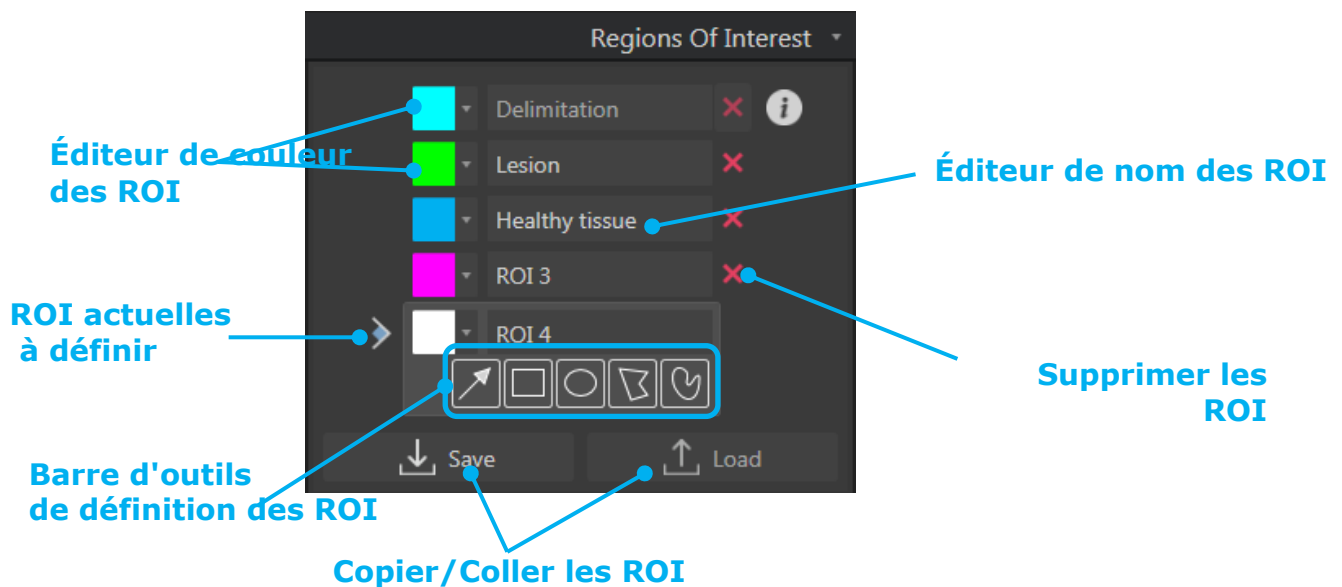 Regions Of Interest
Delimitation
i
Éditeur de couleur
des ROI
Lesion
Éditeur de nom des ROI
Healthy tissue
ROI 3
ROI actuelles
à définir
ROI 4
Supprimer les
ROI
Save
Load
Barre d'outils
de définition des ROI
Copier/Coller les ROI